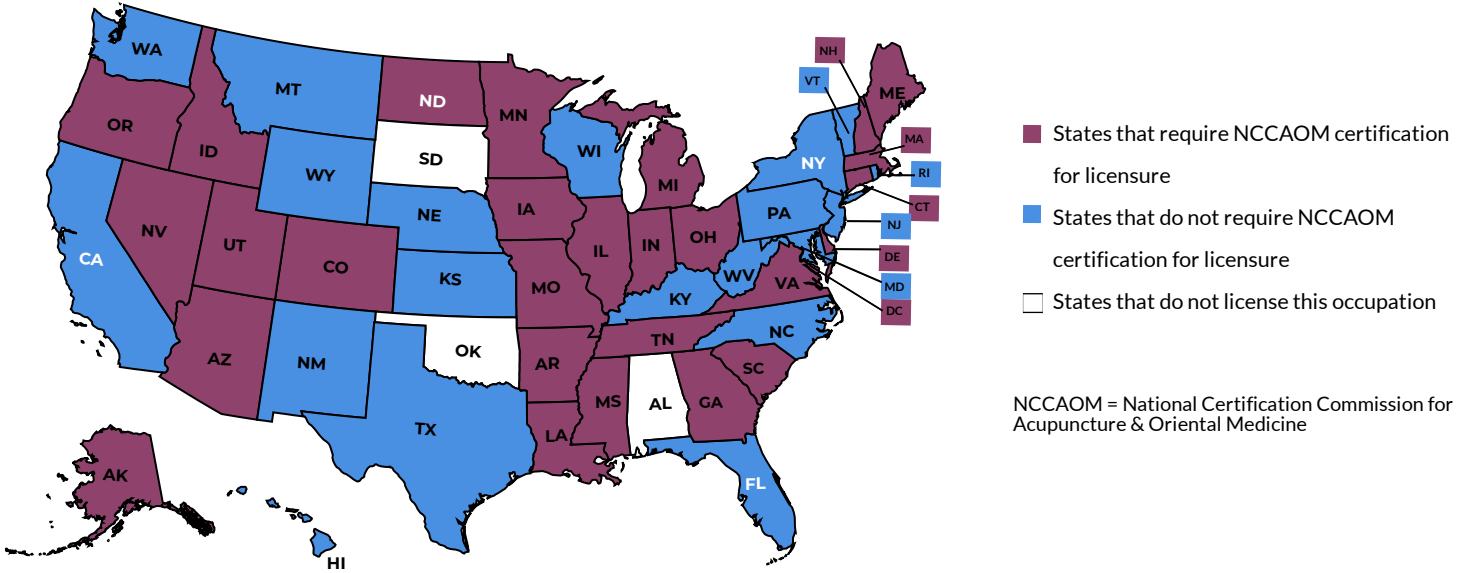 WA
MT
ND
MN
OR
ID
WY
SD
WI
MI
NH
VT
ME
MA
NY
RI
CT
NV
UT
CO
NE
IA
IL
IN
OH
PA
NJ
CA
KS
MO
WV
VA
KY
DE
MD
DC
AZ
NM
OK
AR
TN
NC
SC
TX
LA
MS
AL
GA
FL
AK
HI
States that require NCCAOM certification
for licensure
States that do not require NCCAOM
certification for licensure
States that do not license this occupation
NCCAOM = National Certification Commission for
Acupuncture & Oriental Medicine